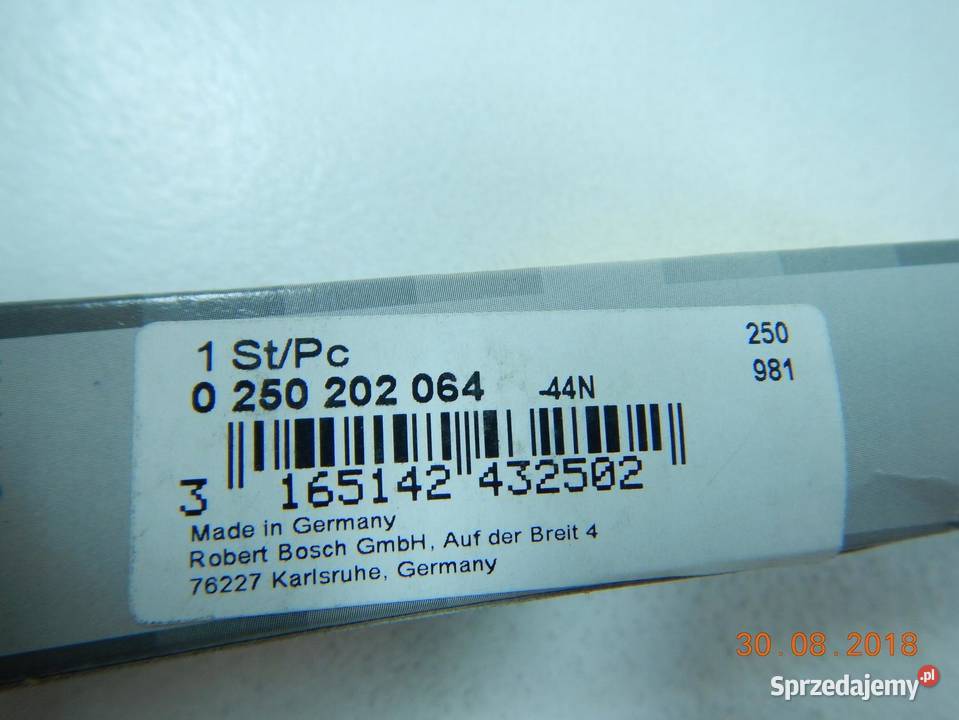 1 St/Pc
250
0 250 202 064 -44N
981
3 165142 432502
Made in Germany
Robert Bosch GmbH, Auf der Breit 4
76227 Karlsruhe, Germany
30.08.2018
Sprzedajemy.pl